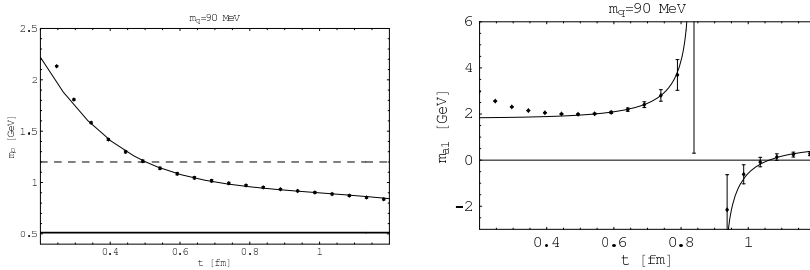 m_q=90 MeV
2.5
2
1.5
1
0.5
m_ρ [GeV]
0.4 0.6 0.8 1
t [fm]
m_q=90 MeV
6
4
2
0
-2
m_a1 [GeV]
0.4 0.6 0.8 1
t [fm]